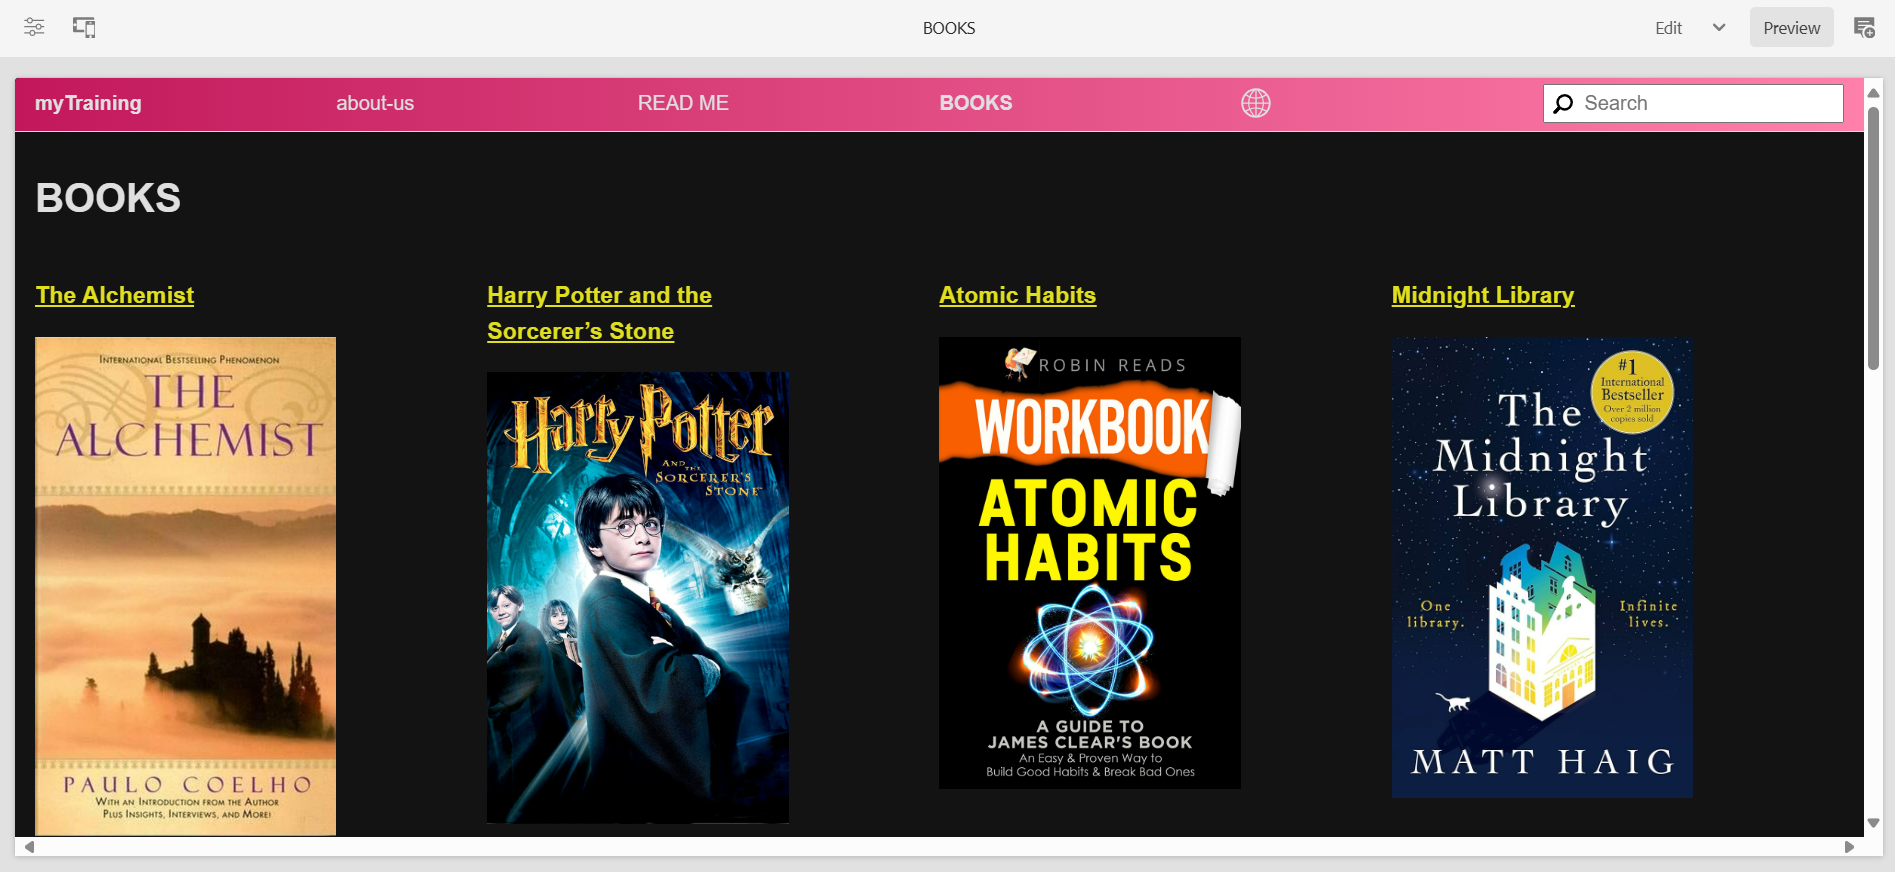 BOOKS
Edit
Preview
myTraining
about-us
READ ME
BOOKS
Search
BOOKS
The Alchemist
INTERNATIONAL BESTSELLING PHENOMENON
THE
ALCHEMIST
PAULO COELHO
WITH AN INTRODUCTION FROM THE AUTHOR
PLUS INSIGHTS, INTERVIEWS, AND MORE!
Harry Potter and the
Sorcerer’s Stone
Harry Potter
AND THE
SORCERER'S
STONE
Atomic Habits
ROBIN READS
WORKBOOK
ATOMIC
HABITS
A GUIDE TO
JAMES CLEAR'S BOOK
An Easy & Proven Way to
Build Good Habits & Break Bad Ones
Midnight Library
#1
International
Bestseller
Over 2 million
copies sold
The
Midnight
Library
One
library.
Infinite
lives.
MATT HAIG